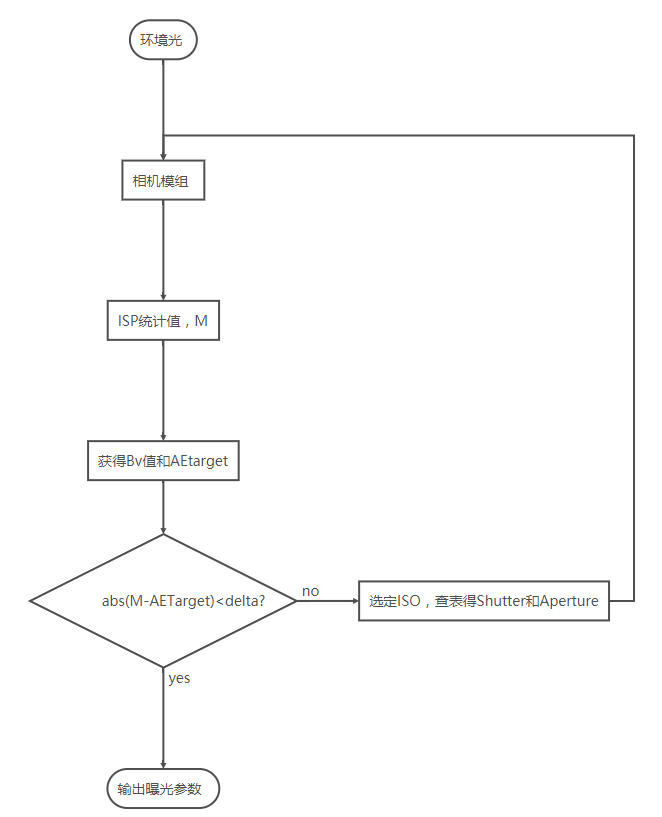 环境光
相机模组
ISP统计值，M
获得Bv值和AEtarget
abs(M-AETarget)<delta?
no
选定ISO，查表得Shutter和Aperture
yes
输出曝光参数